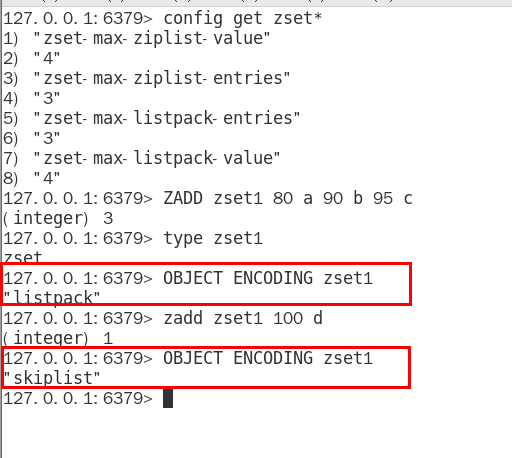 127.0.0.1:6379> config get zset*
1) "zset-max-ziplist-value"
2) "4"
3) "zset-max-ziplist-entries"
4) "3"
5) "zset-max-listpack-entries"
6) "3"
7) "zset-max-listpack-value"
8) "4"
127.0.0.1:6379> ZADD zset1 80 a 90 b 95 c
(integer) 3
127.0.0.1:6379> type zset1
zset
127.0.0.1:6379> OBJECT ENCODING zset1
"listpack"
127.0.0.1:6379> zadd zset1 100 d
(integer) 1
127.0.0.1:6379> OBJECT ENCODING zset1
"skiplist"
127.0.0.1:6379>